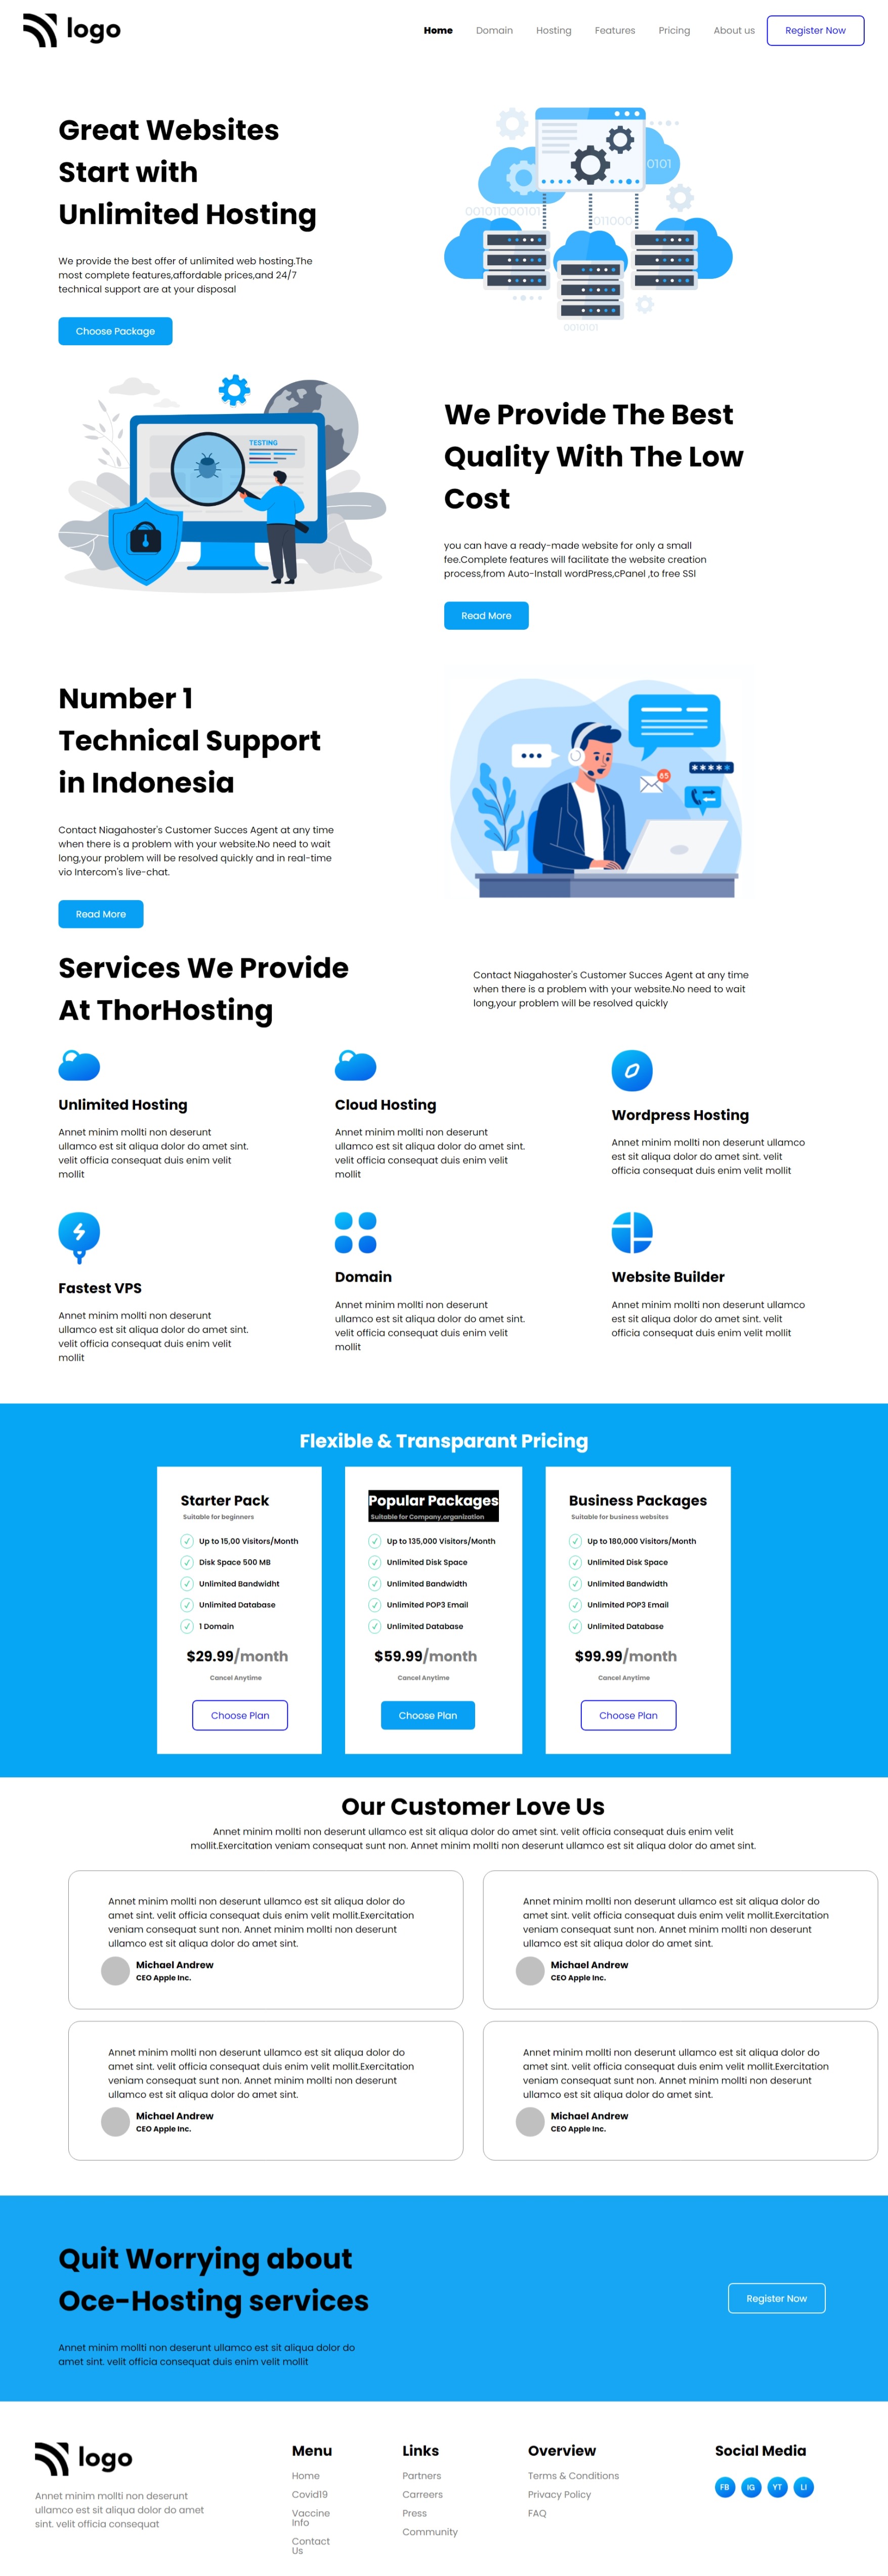 logo
Home
Domain
Hosting
Features
Pricing
About us
Register Now
Great Websites
Start with
Unlimited Hosting
We provide the best offer of unlimited web hosting.The
most complete features,affordable prices,and 24/7
technical support are at your disposal
Choose Package
0101
001011000101
011000
0010101
TESTING
We Provide The Best
Quality With The Low
Cost
you can have a ready-made website for only a small
fee.Complete features will facilitate the website creation
process,from Auto-Install wordPress,cPanel ,to free SSl
Read More
Number 1
Technical Support
in Indonesia
Contact Niagahoster's Customer Succes Agent at any time
when there is a problem with your website.No need to wait
long,your problem will be resolved quickly and in real-time
vio Intercom's live-chat.
Read More
85
****
Services We Provide
At ThorHosting
Contact Niagahoster's Customer Succes Agent at any time
when there is a problem with your website.No need to wait
long,your problem will be resolved quickly
Unlimited Hosting
Annet minim mollti non deserunt
ullamco est sit aliqua dolor do amet sint.
velit officia consequat duis enim velit
mollit
Cloud Hosting
Annet minim mollti non deserunt
ullamco est sit aliqua dolor do amet sint.
velit officia consequat duis enim velit
mollit
Wordpress Hosting
Annet minim mollti non deserunt ullamco
est sit aliqua dolor do amet sint. velit
officia consequat duis enim velit mollit
Fastest VPS
Annet minim mollti non deserunt
ullamco est sit aliqua dolor do amet sint.
velit officia consequat duis enim velit
mollit
Domain
Annet minim mollti non deserunt
ullamco est sit aliqua dolor do amet sint.
velit officia consequat duis enim velit
mollit
Website Builder
Annet minim mollti non deserunt ullamco
est sit aliqua dolor do amet sint. velit
officia consequat duis enim velit mollit
Flexible & Transparant Pricing
Starter Pack
Suitable for beginners
Up to 15,00 Visitors/Month
Disk Space 500 MB
Unlimited Bandwidht
Unlimited Database
1 Domain
$29.99/month
Cancel Anytime
Choose Plan
Popular Packages
Suitable for Company,organization
Up to 135,000 Visitors/Month
Unlimited Disk Space
Unlimited Bandwidth
Unlimited POP3 Email
Unlimited Database
$59.99/month
Cancel Anytime
Choose Plan
Business Packages
Suitable for business websites
Up to 180,000 Visitors/Month
Unlimited Disk Space
Unlimited Bandwidth
Unlimited POP3 Email
Unlimited Database
$99.99/month
Cancel Anytime
Choose Plan
Our Customer Love Us
Annet minim mollti non deserunt ullamco est sit aliqua dolor do amet sint. velit officia consequat duis enim velit
mollit.Exercitation veniam consequat sunt non. Annet minim mollti non deserunt ullamco est sit aliqua dolor do amet sint.
Annet minim mollti non deserunt ullamco est sit aliqua dolor do
amet sint. velit officia consequat duis enim velit mollit.Exercitation
veniam consequat sunt non. Annet minim mollti non deserunt
ullamco est sit aliqua dolor do amet sint.
Michael Andrew
CEO Apple Inc.
Annet minim mollti non deserunt ullamco est sit aliqua dolor do
amet sint. velit officia consequat duis enim velit mollit.Exercitation
veniam consequat sunt non. Annet minim mollti non deserunt
ullamco est sit aliqua dolor do amet sint.
Michael Andrew
CEO Apple Inc.
Annet minim mollti non deserunt ullamco est sit aliqua dolor do
amet sint. velit officia consequat duis enim velit mollit.Exercitation
veniam consequat sunt non. Annet minim mollti non deserunt
ullamco est sit aliqua dolor do amet sint.
Michael Andrew
CEO Apple Inc.
Annet minim mollti non deserunt ullamco est sit aliqua dolor do
amet sint. velit officia consequat duis enim velit mollit.Exercitation
veniam consequat sunt non. Annet minim mollti non deserunt
ullamco est sit aliqua dolor do amet sint.
Michael Andrew
CEO Apple Inc.
Quit Worrying about
Oce-Hosting services
Annet minim mollti non deserunt ullamco est sit aliqua dolor do
amet sint. velit officia consequat duis enim velit mollit
Register Now
logo
Annet minim mollti non deserunt
ullamco est sit aliqua dolor do amet
sint. velit officia consequat
Menu
Home
Covid19
Vaccine
Info
Contact
Us
Links
Partners
Carreers
Press
Community
Overview
Terms & Conditions
Privacy Policy
FAQ
Social Media
FB
IG
YT
LI